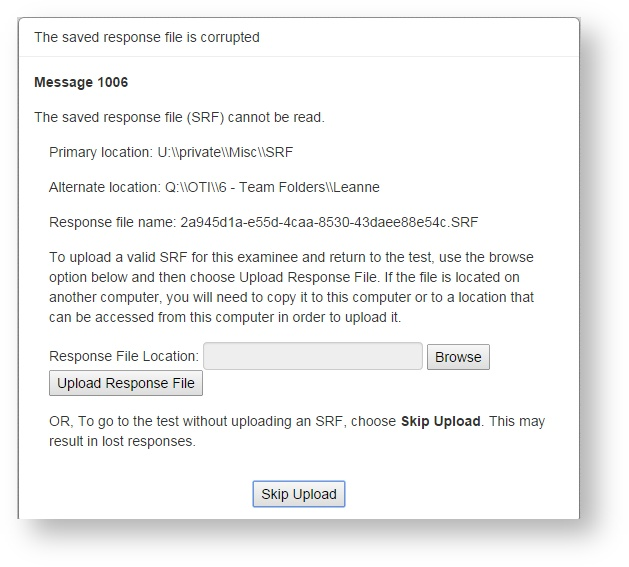 The saved response file is corrupted
Message 1006
The saved response file (SRF) cannot be read.
Primary location: U:\\private\\Misc\\SRF
Alternate location: Q:\\OTI\\6 - Team Folders\\Leanne
Response file name: 2a945d1a-e55d-4caa-8530-43daee88e54c.SRF
To upload a valid SRF for this examinee and return to the test, use the browse
option below and then choose Upload Response File. If the file is located on
another computer, you will need to copy it to this computer or to a location that
can be accessed from this computer in order to upload it.
Response File Location: Browse
Upload Response File
OR, To go to the test without uploading an SRF, choose Skip Upload. This may
result in lost responses.
Skip Upload